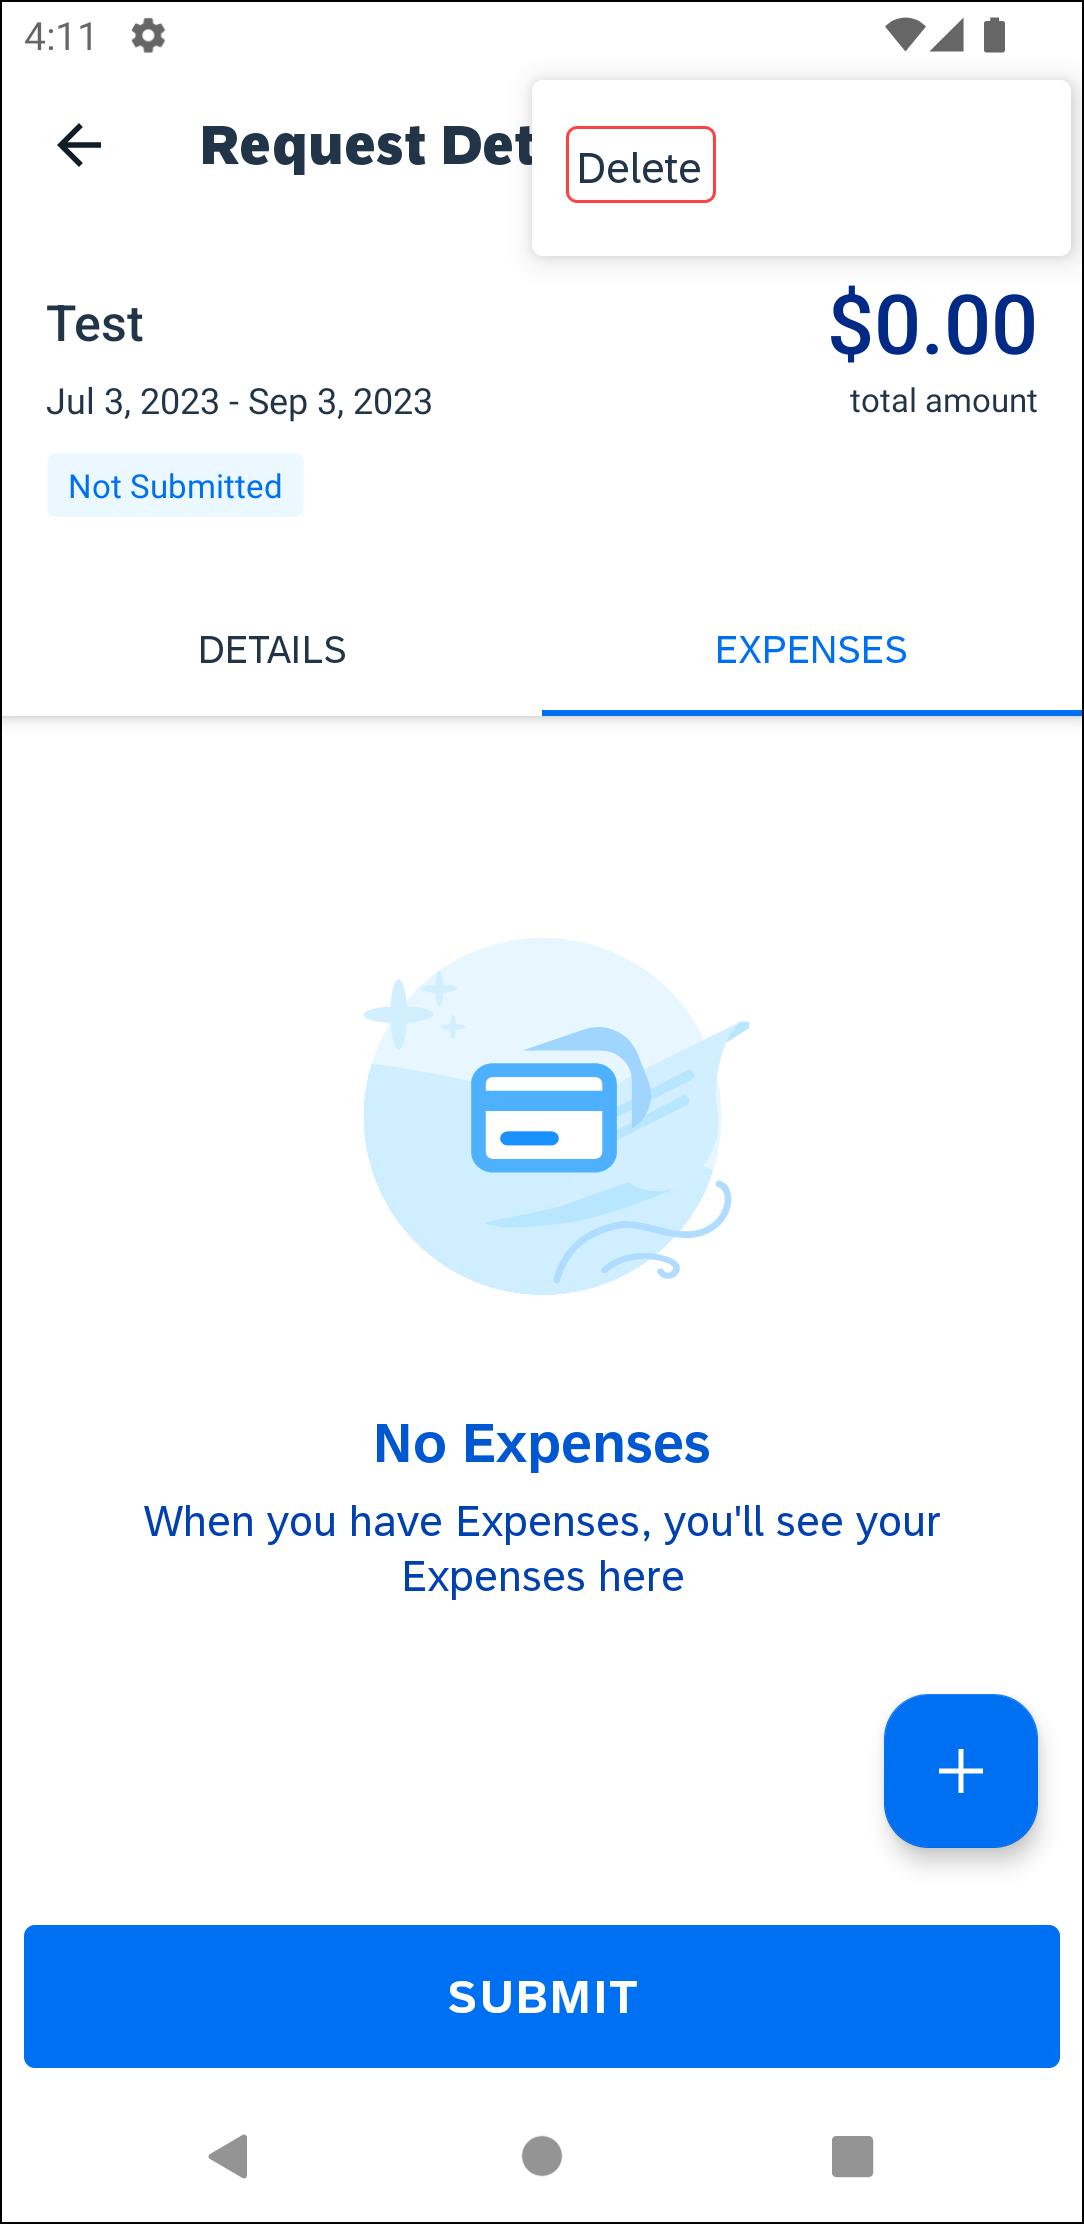 4:11
Request Det
Delete
Test
$0.00
Jul 3, 2023 - Sep 3, 2023
total amount
Not Submitted
DETAILS
EXPENSES
No Expenses
When you have Expenses, you'll see your
Expenses here
SUBMIT